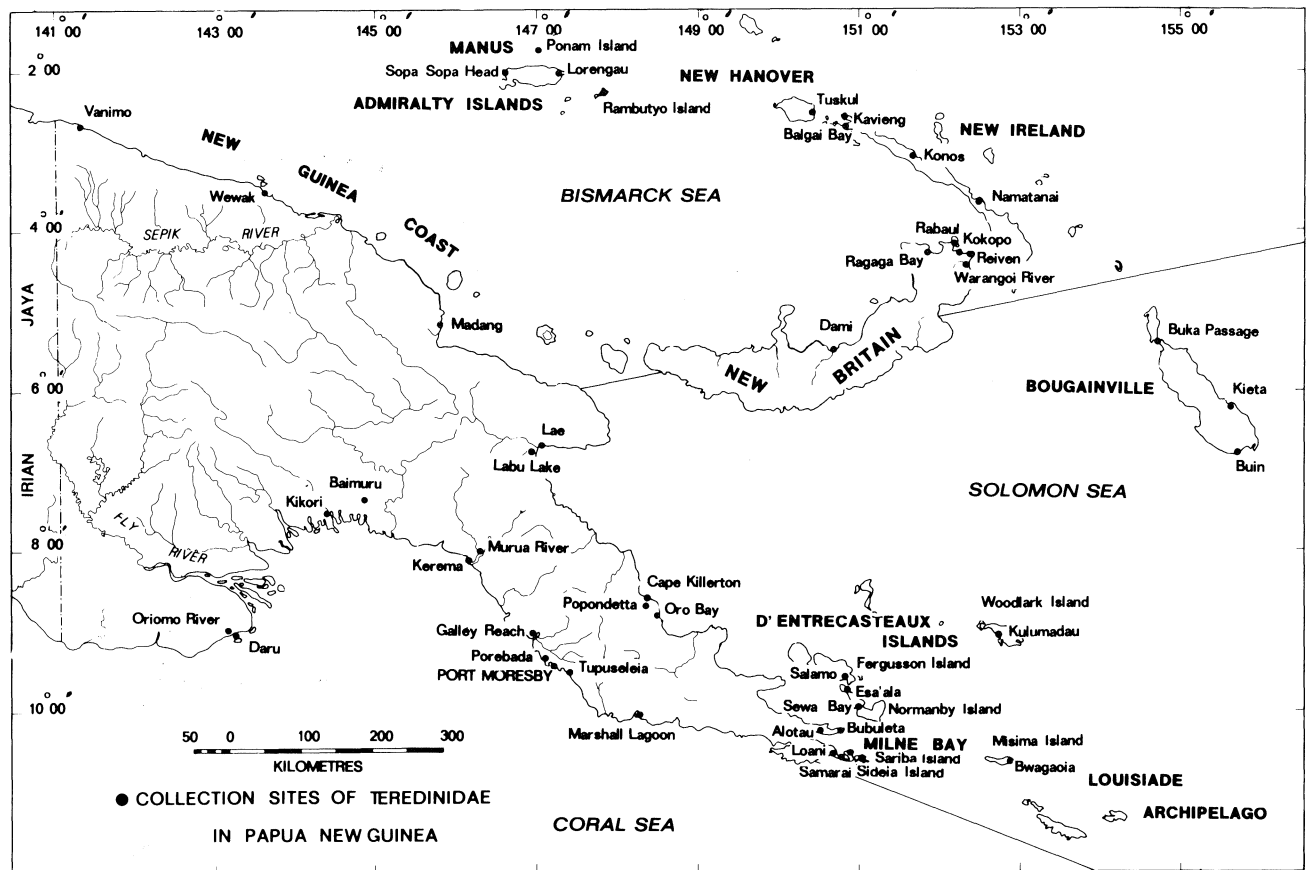 141 00
143 00
145 00
147 00
149 00
151 00
153 00
155 00
2 00
4 00
6 00
8 00
10 00
MANUS
Ponam Island
Sopa Sopa Head
Lorengau
ADMIRALTY ISLANDS
Rambutyo Island
NEW HANOVER
Tuskul
Kavieng
Balgai Bay
NEW IRELAND
Konos
Namatanai
Vanimo
NEW
GUINEA
COAST
Wewak
SEPIK RIVER
BISMARCK SEA
Rabaul
Kokopo
Ragaga Bay
Reiven
Warangoi River
Madang
Dami
NEW BRITAIN
Buka Passage
BOUGAINVILLE
Kieta
Buin
IRIAN JAYA
Lae
Labu Lake
SOLOMON SEA
Baimuru
Kikori
FLY RIVER
Murua River
Kerema
Oriomo River
Daru
Cape Killerton
Popondetta
Oro Bay
Galley Reach
Porebada
PORT MORESBY
Tupuseleia
Marshall Lagoon
D' ENTRECASTEAUX
ISLANDS
Woodlark Island
Kulumadau
Fergusson Island
Salamo
Esa'ala
Sewa Bay
Normanby Island
Alotau
Bubuleta
MILNE BAY
Loani
Sariba Island
Samarai
Sideia Island
Misima Island
Bwagaoia
LOUISIADE
ARCHIPELAGO
50 0 100 200 300
KILOMETRES
COLLECTION SITES OF TEREDINIDAE
IN PAPUA NEW GUINEA
CORAL SEA